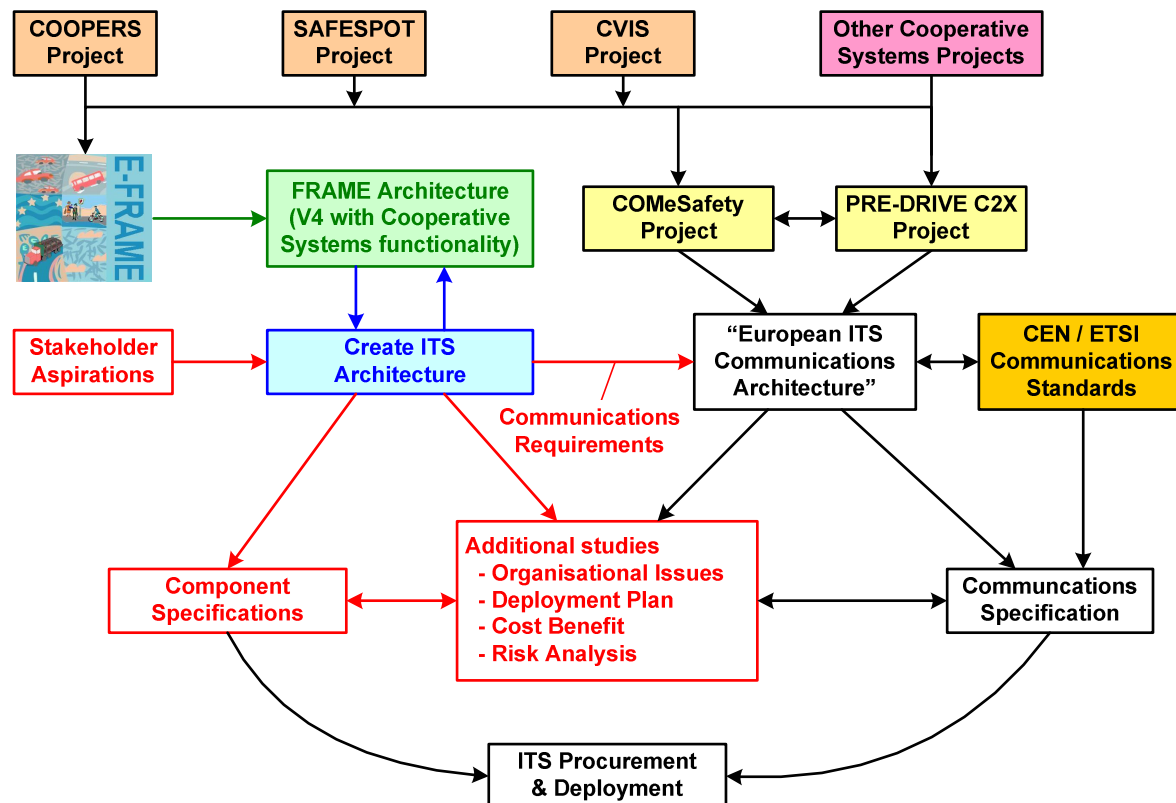 COOPERS
Project
SAFESPOT
Project
CVIS
Project
Other Cooperative
Systems Projects
E-FRAME
FRAME Architecture
(V4 with Cooperative
Systems functionality)
COMeSafety
Project
PRE-DRIVE C2X
Project
Stakeholder
Aspirations
Create ITS
Architecture
“European ITS
Communications
Architecture”
CEN / ETSI
Communications
Standards
Communications
Requirements
Additional studies
- Organisational Issues
- Deployment Plan
- Cost Benefit
- Risk Analysis
Component
Specifications
Communcations
Specification
ITS Procurement
& Deployment